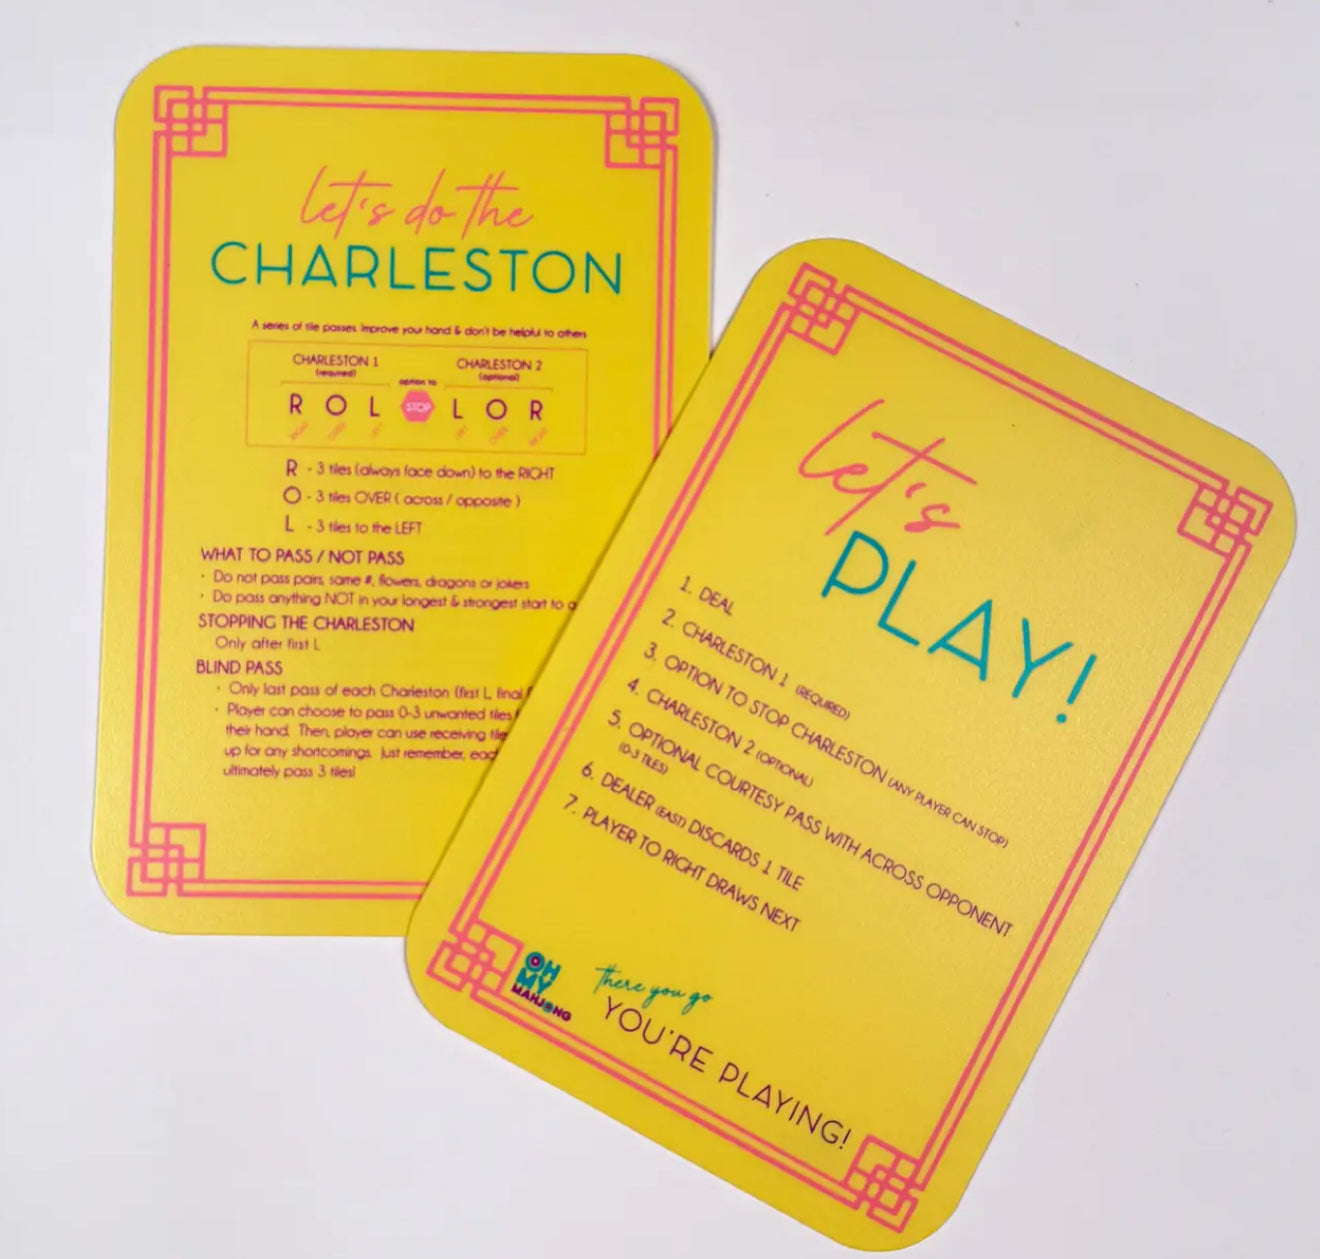 let's do the
CHARLESTON
A series of tile passes. Improve your hand & don't be helpful to others
CHARLESTON 1
(required)
option to
CHARLESTON 2
(optional)
R O L STOP L O R
RIGHT OVER LEFT LEFT OVER RIGHT
R - 3 tiles (always face down) to the RIGHT
O - 3 tiles OVER ( across / opposite )
L - 3 tiles to the LEFT
WHAT TO PASS / NOT PASS
· Do not pass pairs, same #, flowers, dragons or jokers
· Do pass anything NOT in your longest & strongest start to a
STOPPING THE CHARLESTON
Only after first L
BLIND PASS
· Only last pass of each Charleston (first L, final
· Player can choose to pass 0-3 unwanted tiles
their hand. Then, player can use receiving
up for any shortcomings. Just remember,
ultimately pass 3 tiles!
let's
PLAY!
1. DEAL
2. CHARLESTON 1 (REQUIRED)
3. OPTION TO STOP CHARLESTON (ANY PLAYER CAN STOP)
4. CHARLESTON 2 (OPTIONAL)
5. OPTIONAL COURTESY PASS WITH ACROSS OPPONENT
(0-3 TILES)
6. DEALER (EAST) DISCARDS 1 TILE
7. PLAYER TO RIGHT DRAWS NEXT
OH
MY
MAHJONG
there you go
YOU'RE PLAYING!